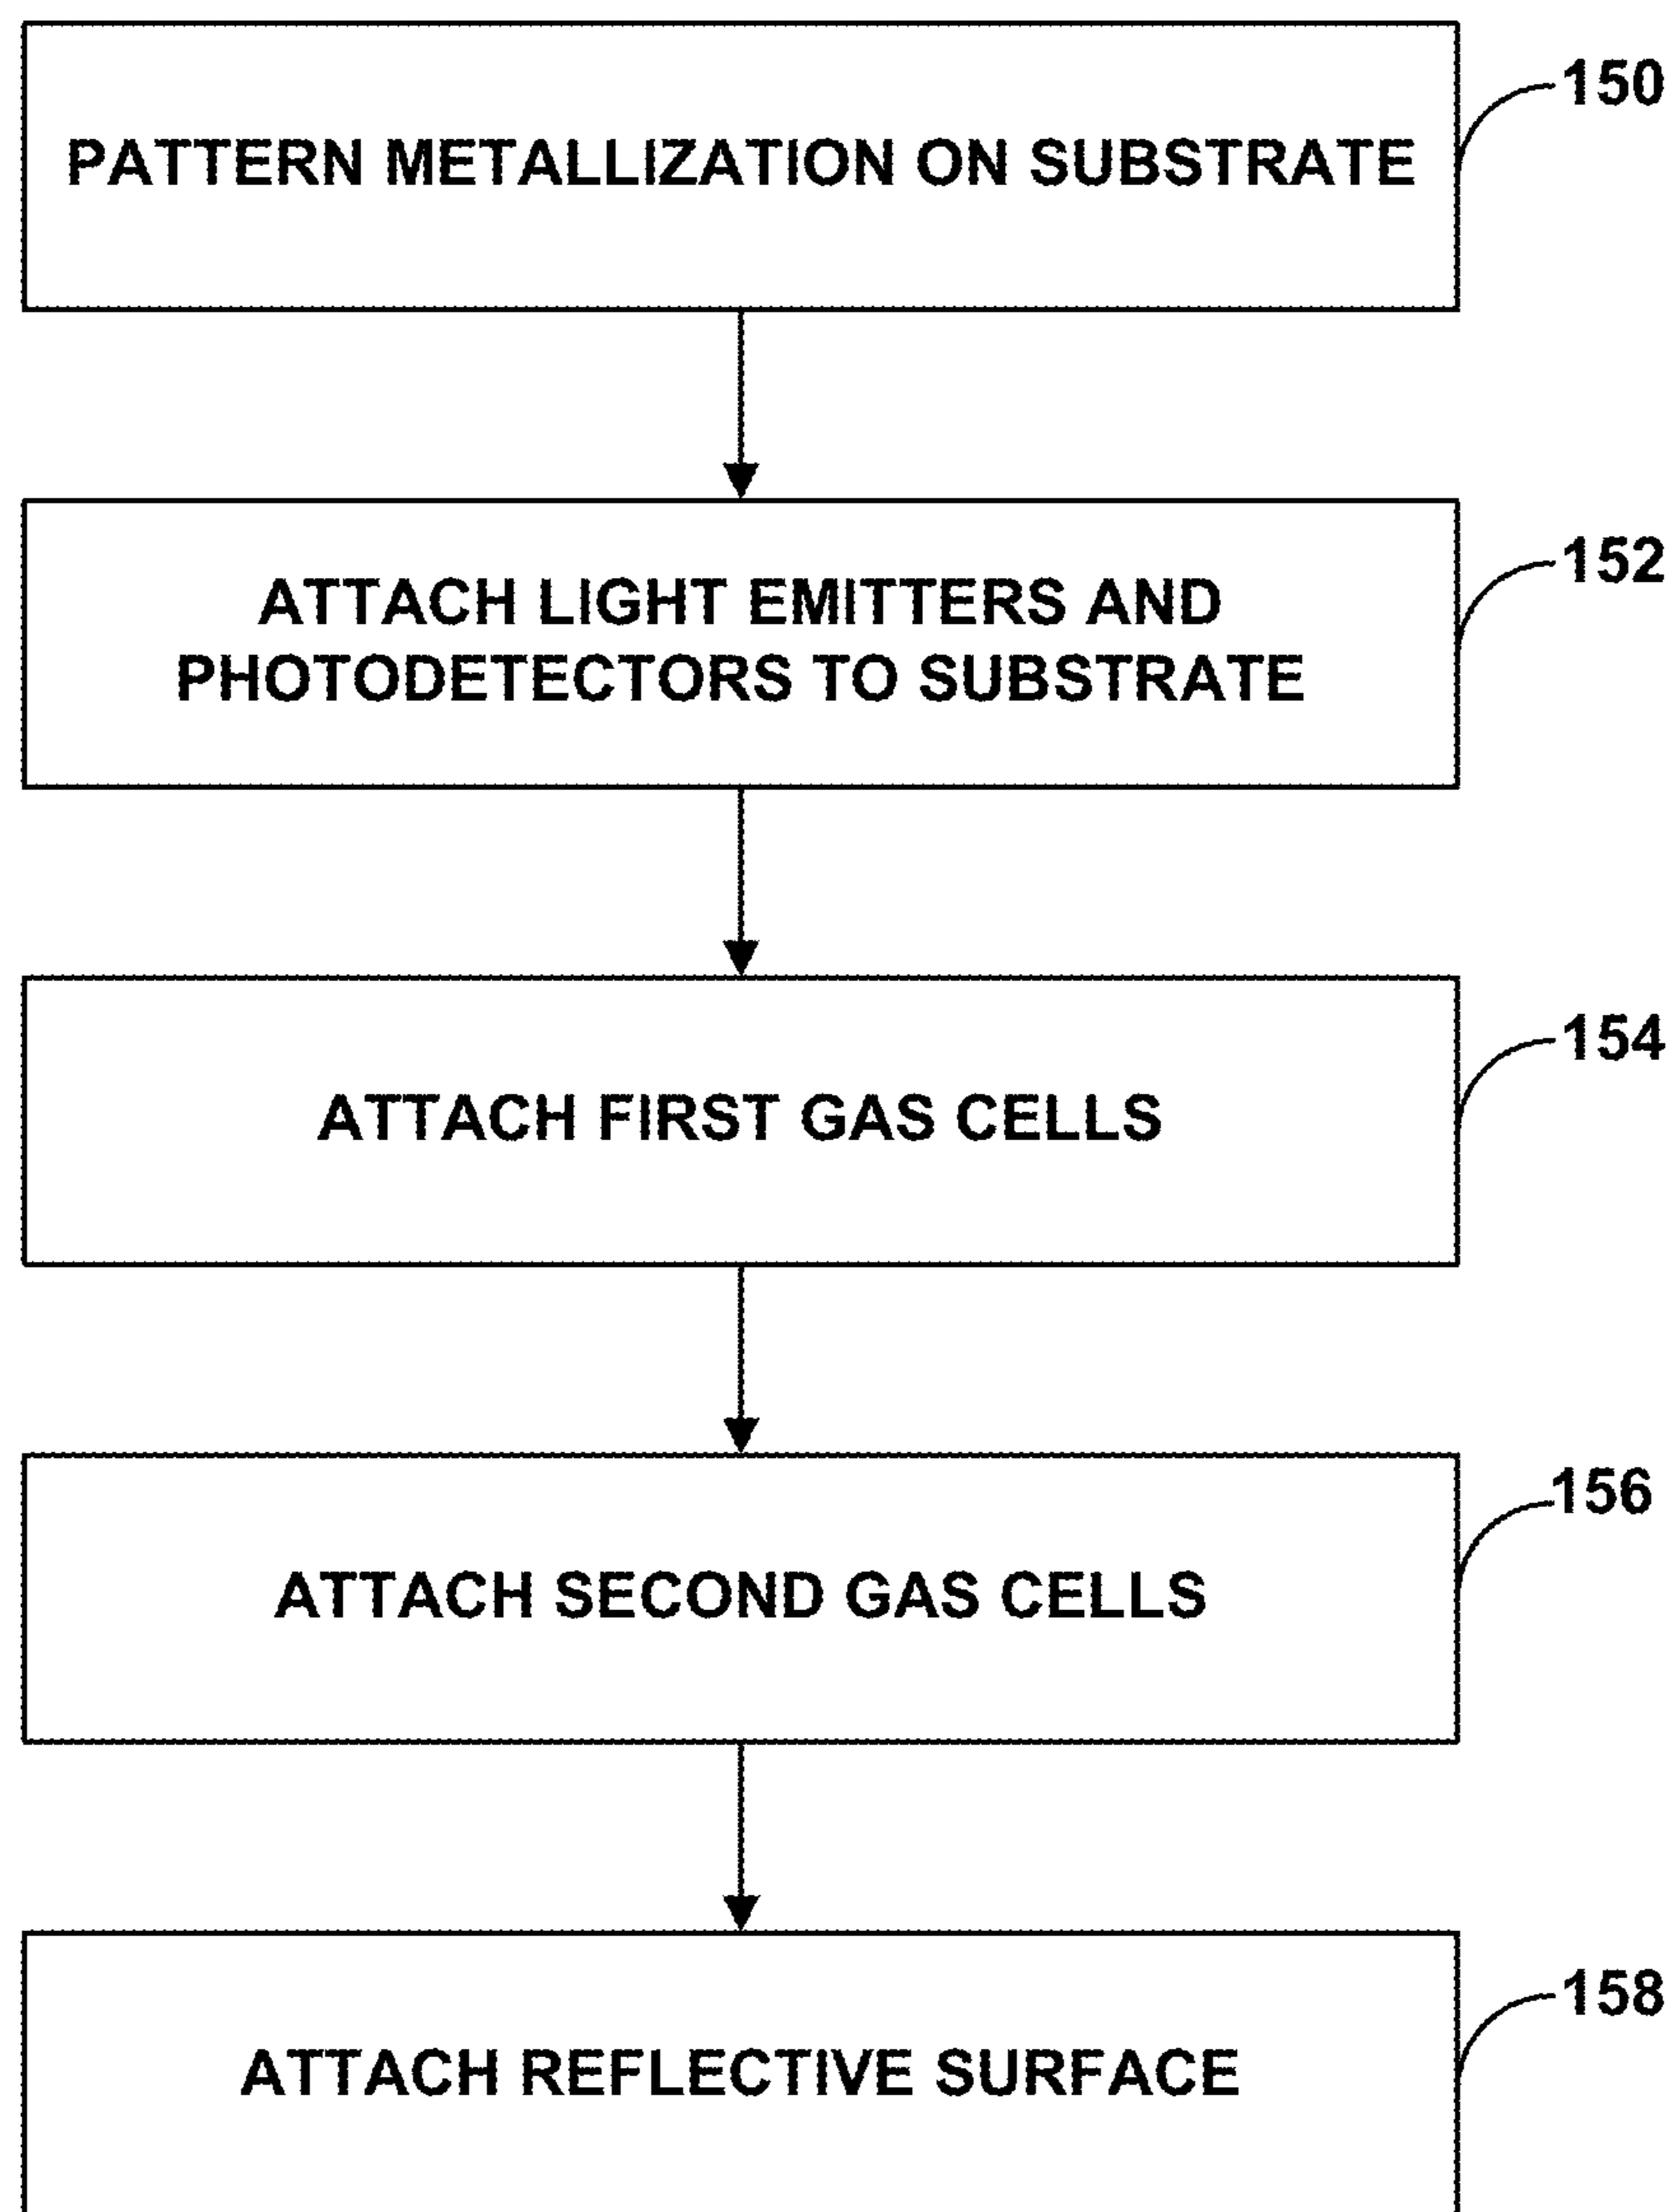 PATTERN METALLIZATION ON SUBSTRATE
150
ATTACH LIGHT EMITTERS AND
PHOTODETECTORS TO SUBSTRATE
152
ATTACH FIRST GAS CELLS
154
ATTACH SECOND GAS CELLS
156
ATTACH REFLECTIVE SURFACE
158